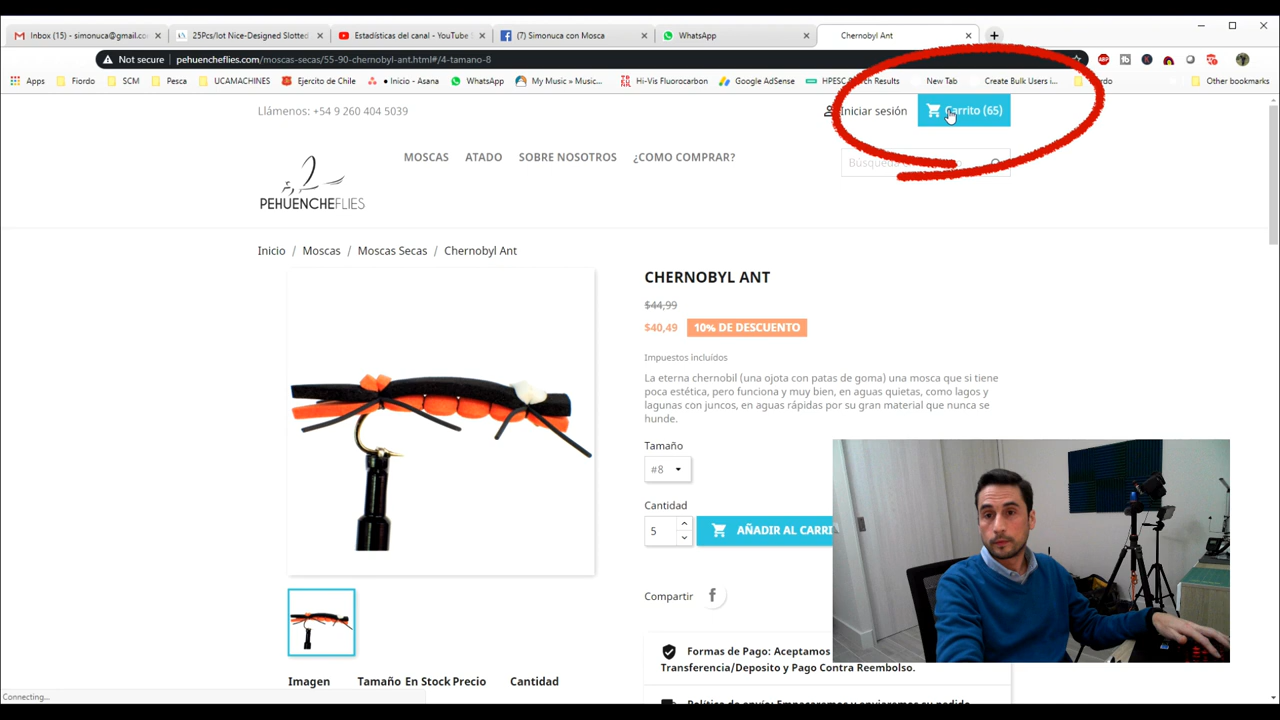 Inbox (15) - simonuca@gmail.co
25Pcs/lot Nice-Designed Slotted
Estadísticas del canal - YouTube
(7) Simonuca con Mosca
WhatsApp
Chernobyl Ant
Not secure
pehuencheflies.com/moscas-secas/55-90-chernobyl-ant.html#/4-tamano-8
Apps
Fiordo
SCM
Pesca
UCAMACHINES
Ejercito de Chile
• Inicio - Asana
WhatsApp
My Music » Music...
Hi-Vis Fluorocarbon
Google AdSense
HPESC
New Tab
Create Bulk Users i...
Other bookmarks
Llámenos: +54 9 260 404 5039
Iniciar sesión
Carrito (65)
MOSCAS
ATADO
SOBRE NOSOTROS
¿COMO COMPRAR?
PEHUENCHEFLIES
Inicio / Moscas / Moscas Secas / Chernobyl Ant
CHERNOBYL ANT
$44,99
$40,49 10% DE DESCUENTO
Impuestos incluidos
La eterna chernobil (una ojota con patas de goma) una mosca que si tiene
poca estética, pero funciona y muy bien, en aguas quietas, como lagos y
lagunas con juncos, en aguas rápidas por su gran material que nunca se
hunde.
Tamaño
#8
Cantidad
5
AÑADIR AL CARRI
Compartir
Formas de Pago: Aceptamos
Transferencia/Deposito y Pago Contra Reembolso.
Imagen Tamaño En Stock Precio Cantidad
Connecting...